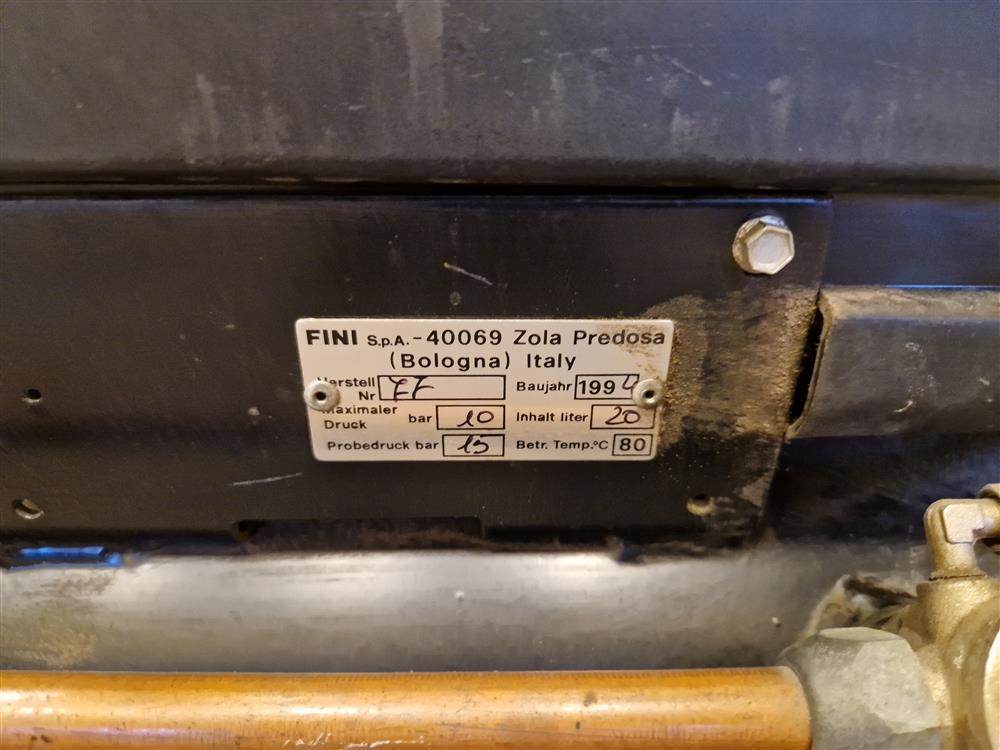 FINI S.p.A. - 40069 Zola Predosa
(Bologna) Italy
Herstell Nr 77 Baujahr 1994
Maximaler Druck bar 10 Inhalt liter 20
Probedruck bar 15 Betr. Temp. °C 80